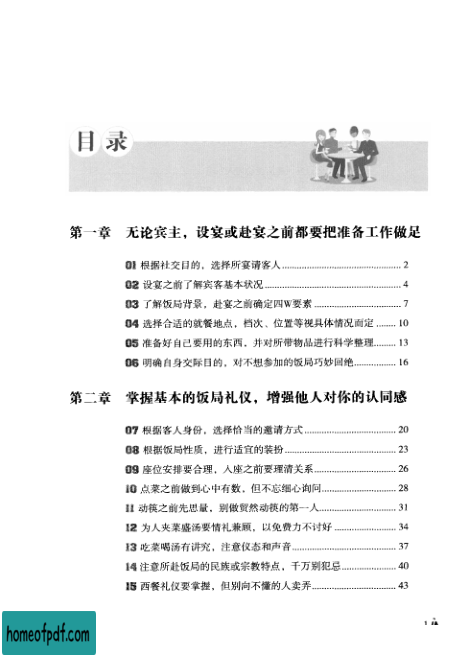 目录
第一章 无论宾主，设宴或赴宴之前都要把准备工作做足
01 根据社交目的，选择所宴请客人 2
02 设宴之前了解宾客基本状况 4
03 了解饭局背景，赴宴之前确定四W要素 7
04 选择合适的就餐地点，档次、位置等视具体情况而定 10
05 准备好自己要用的东西，并对所带物品进行科学整理 13
06 明确自身交际目的，对不想参加的饭局巧妙回绝 16
第二章 掌握基本的饭局礼仪，增强他人对你的认同感
07 根据客人身份，选择恰当的邀请方式 20
08 根据饭局性质，进行适宜的装扮 23
09 座位安排要合理，入座之前要理清关系 26
10 点菜之前做到心中有数，但不忘细心询问 28
11 动筷之前先思量，别做贸然动筷的第一人 31
12 为人夹菜盛汤要情礼兼顾，以免费力不讨好 34
13 吃菜喝汤有讲究，注意仪态和声音 37
14 注意所赴饭局的民族或宗教特点，千万别犯忌 40
15 西餐礼仪要掌握，但别向不懂的人卖弄 43
1
homeofpdf.com